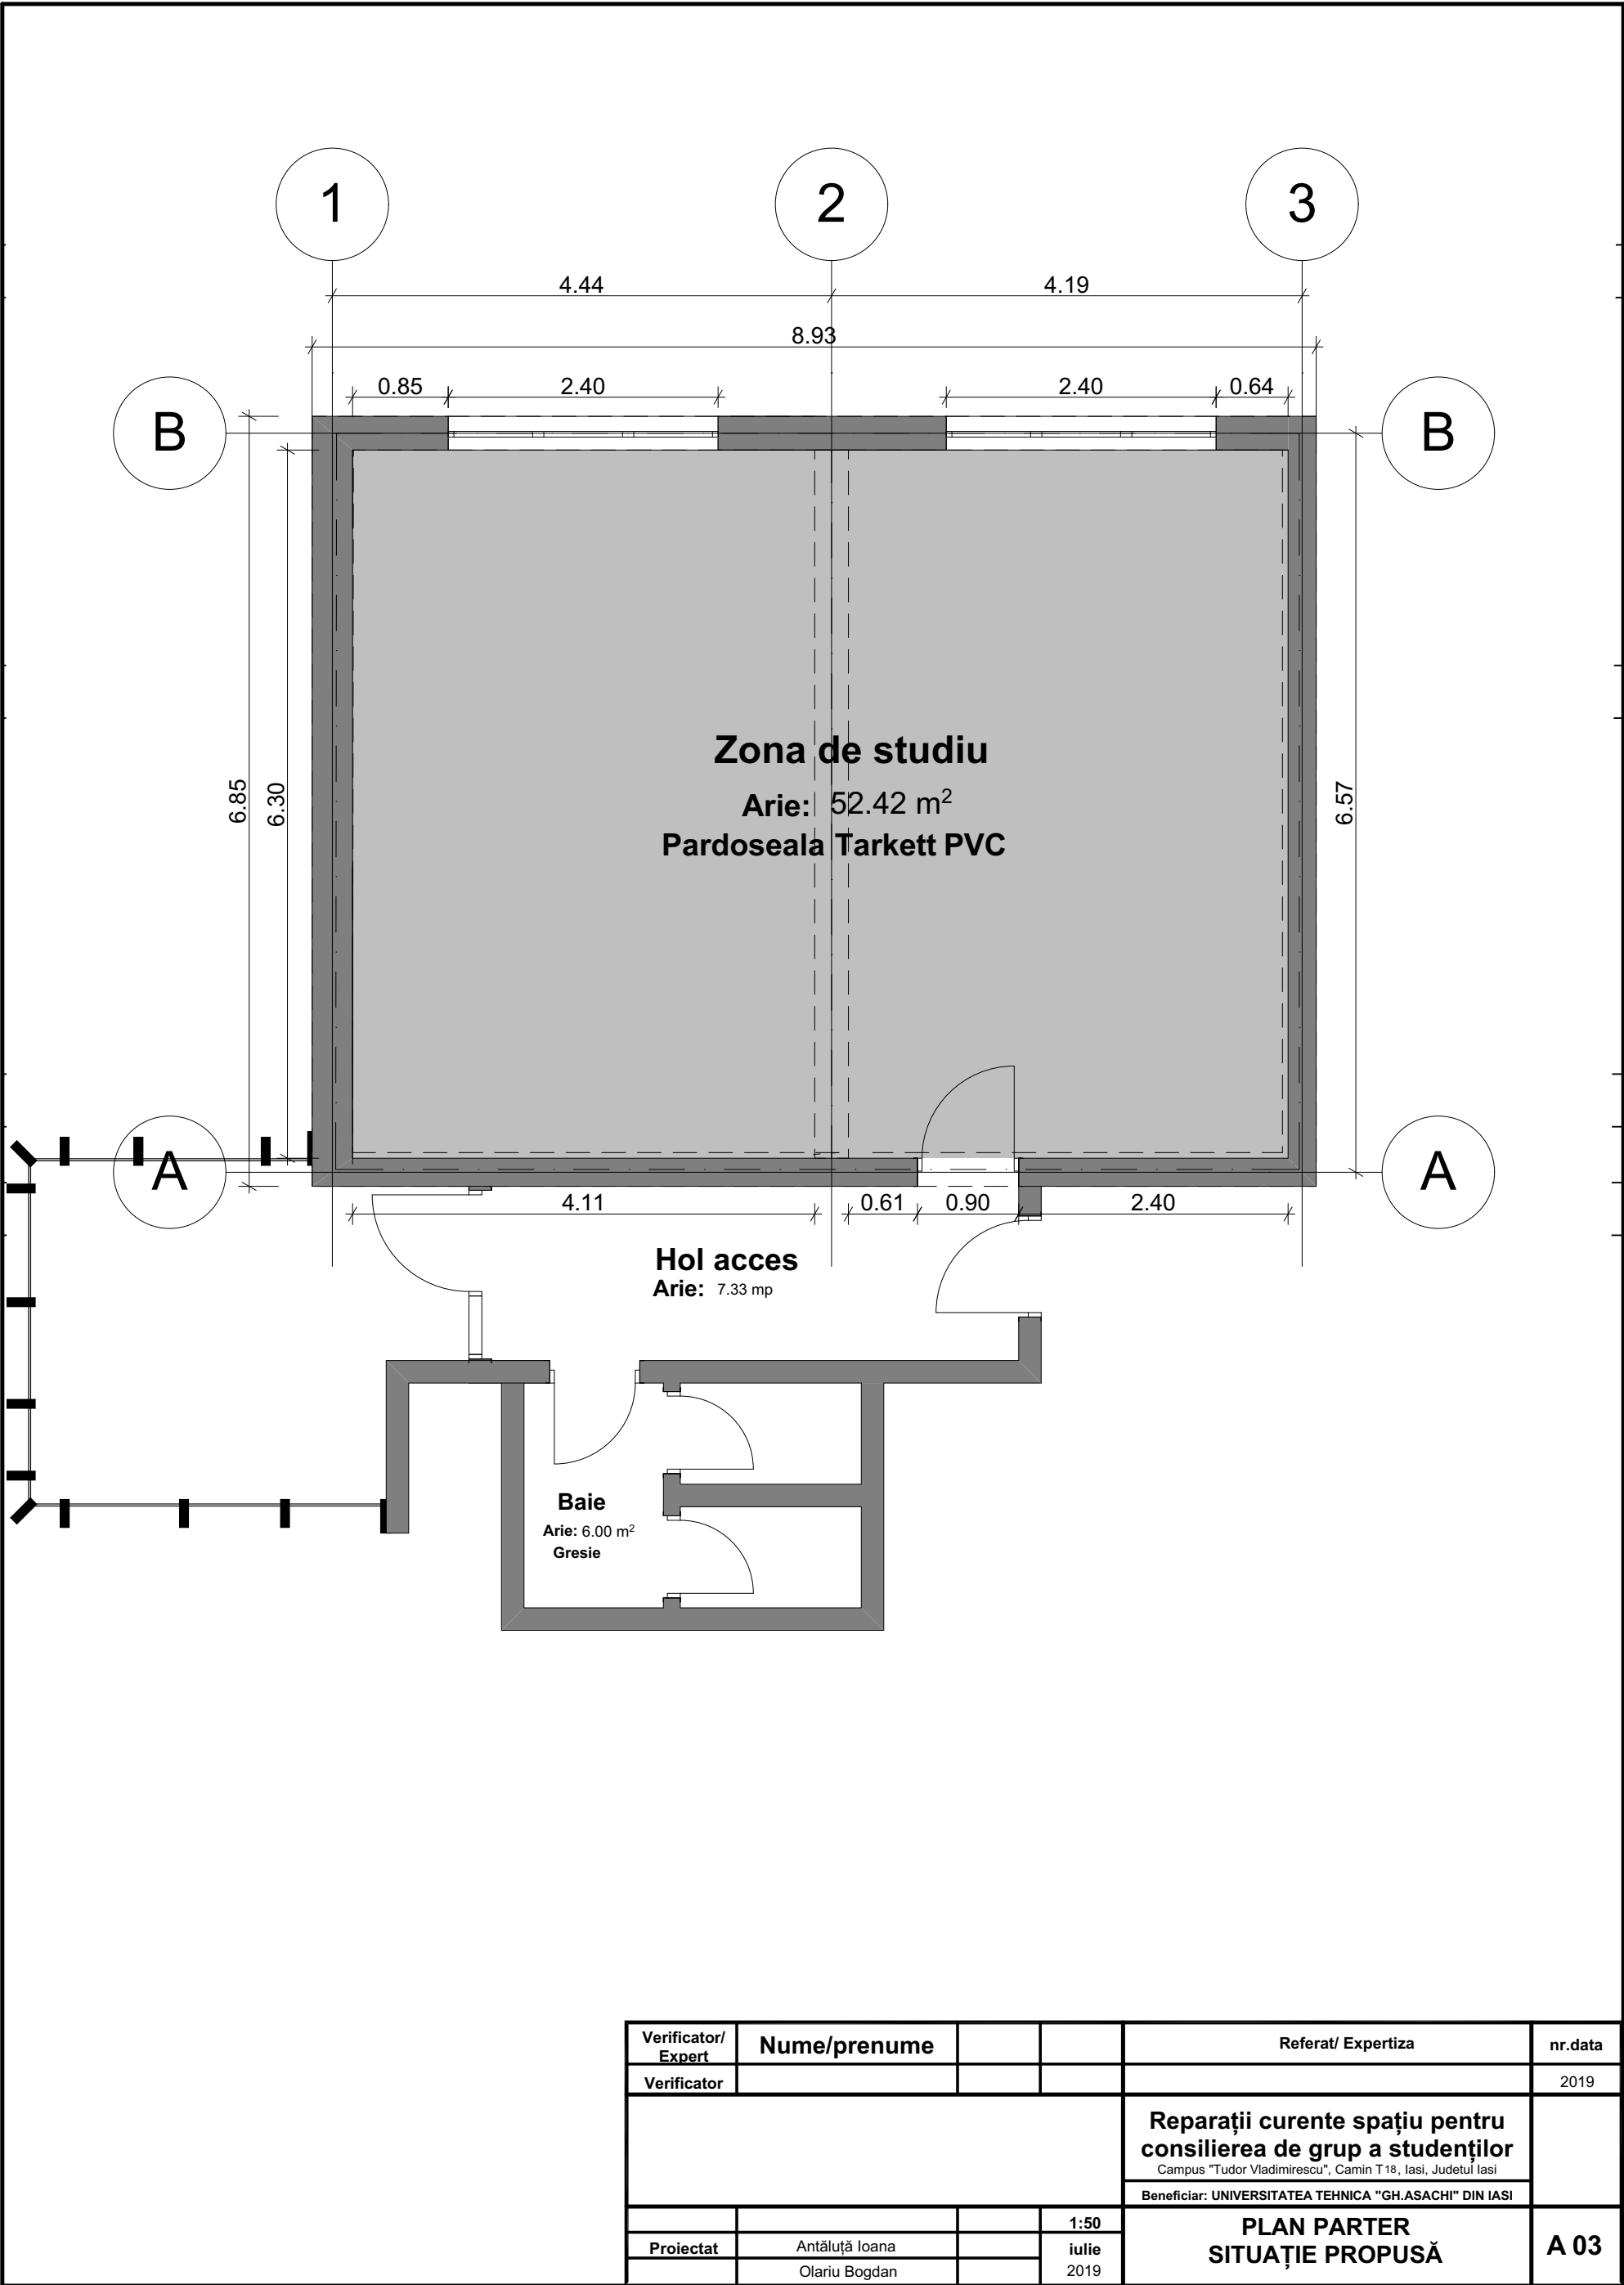 1 2 3
4.44 4.19
8.93
0.85 2.40 2.40 0.64
B B
Zona de studiu
Arie: 52.42 m²
Pardoseala Tarkett PVC
6.85 6.30 6.57
A A
4.11 0.61 0.90 2.40
Hol acces
Arie: 7.33 mp
Baie
Arie: 6.00 m²
Gresie
Verificator/ Nume/prenume Referat/ Expertiza nr.data
Expert
Verificator 2019
Reparații curente spațiu pentru
consilierea de grup a studenților
Campus "Tudor Vladimirescu", Camin T18, Iasi, Judetul Iasi
Beneficiar: UNIVERSITATEA TEHNICA "GH.ASACHI" DIN IASI
1:50 PLAN PARTER
Proiectat Antăluță Ioana iulie SITUAȚIE PROPUSĂ A 03
Olariu Bogdan 2019